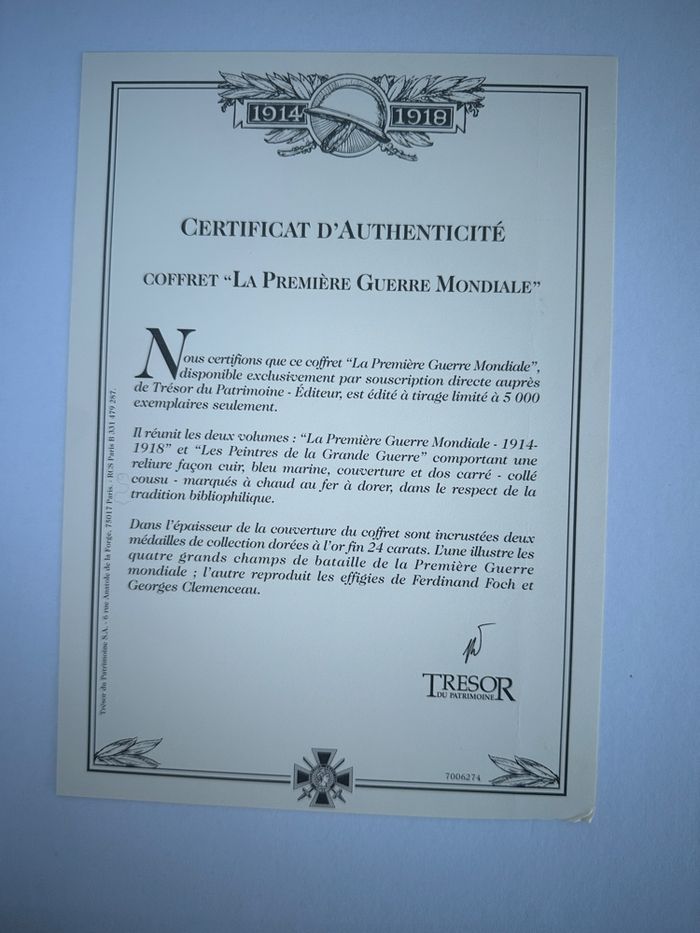 1914 1918
CERTIFICAT D'AUTHENTICITÉ
COFFRET “LA PREMIÈRE GUERRE MONDIALE”
Nous certifions que ce coffret “La Première Guerre Mondiale”,
disponible exclusivement par souscription directe auprès
de Trésor du Patrimoine - Éditeur, est édité à tirage limité à 5 000
exemplaires seulement.
Il réunit les deux volumes : “La Première Guerre Mondiale - 1914-
1918” et “Les Peintres de la Grande Guerre” comportant une
reliure façon cuir, bleu marine, couverture et dos carré - collé
cousu - marqués à chaud au fer à dorer, dans le respect de la
tradition bibliophilique.
Dans l'épaisseur de la couverture du coffret sont incrustées deux
médailles de collection dorées à l'or fin 24 carats. L'une illustre les
quatre grands champs de bataille de la Première Guerre
mondiale ; l'autre reproduit les effigies de Ferdinand Foch et
Georges Clemenceau.
TRESOR
DU PATRIMOINE
7006274
Trésor du Patrimoine S.A. - 6 rue Anatole de la Forge, 75017 Paris. : RCS Paris B 331 479 287.